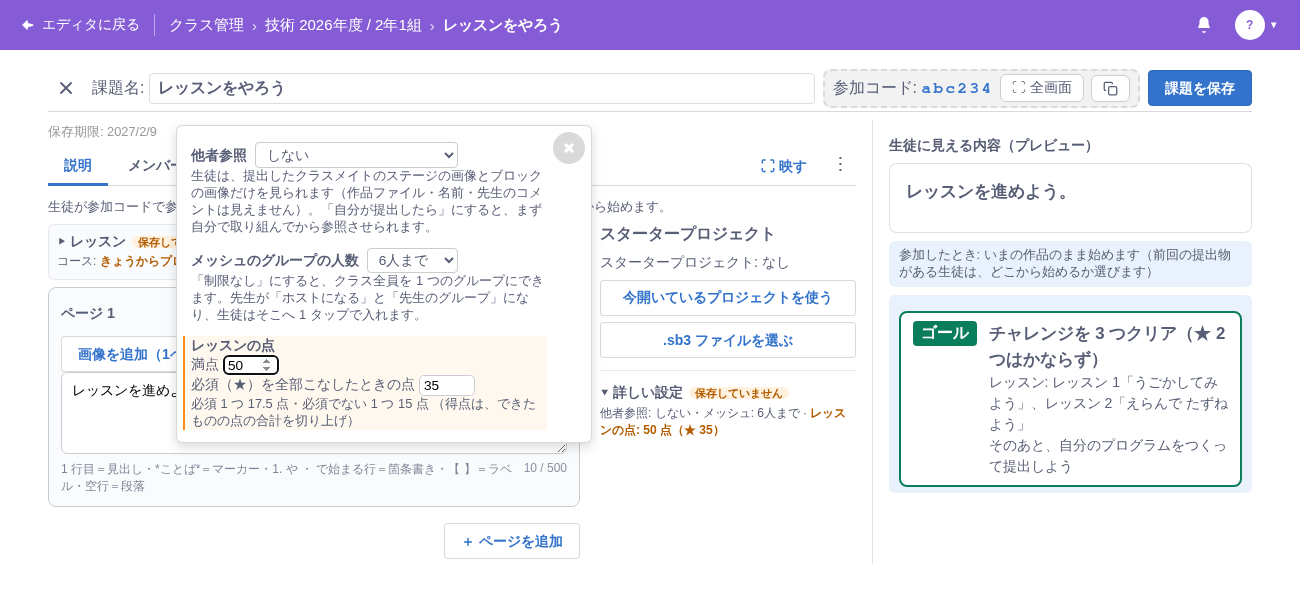 エディタに戻る
クラス管理 › 技術 2026年度 / 2年1組 › レッスンをやろう
?
課題名: レッスンをやろう
参加コード: abc234
全画面
課題を保存
保存期限: 2027/2/9
説明
メンバー
映す
生徒が参加コードで参
から始めます。
レッスン 保存して
コース: きょうからプロ
ページ 1
画像を追加（1ペ
レッスンを進めよ
1 行目＝見出し・*ことば*＝マーカー・1. や ・ で始まる行＝箇条書き・【 】＝ラベル・空行＝段落
10 / 500
＋ ページを追加
他者参照 しない
生徒は、提出したクラスメイトのステージの画像とブロック
の画像だけを見られます（作品ファイル・名前・先生のコメ
ントは見えません）。「自分が提出したら」にすると、まず
自分で取り組んでから参照させられます。
メッシュのグループの人数 6人まで
「制限なし」にすると、クラス全員を 1 つのグループにでき
ます。先生が「ホストになる」と「先生のグループ」にな
り、生徒はそこへ 1 タップで入れます。
レッスンの点
満点 50
必須（★）を全部こなしたときの点 35
必須 1 つ 17.5 点・必須でない 1 つ 15 点 （得点は、できた
ものの点の合計を切り上げ）
スタータープロジェクト
スタータープロジェクト: なし
今開いているプロジェクトを使う
.sb3 ファイルを選ぶ
詳しい設定 保存していません
他者参照: しない・メッシュ: 6人まで · レッス
ンの点: 50 点（★ 35）
生徒に見える内容（プレビュー）
レッスンを進めよう。
参加したとき: いまの作品のまま始めます（前回の提出物
がある生徒は、どこから始めるか選びます）
ゴール
チャレンジを 3 つクリア（★ 2
つはかならず）
レッスン: レッスン 1「うごかしてみ
よう」、レッスン 2「えらんで たずね
よう」
そのあと、自分のプログラムをつくっ
て提出しよう